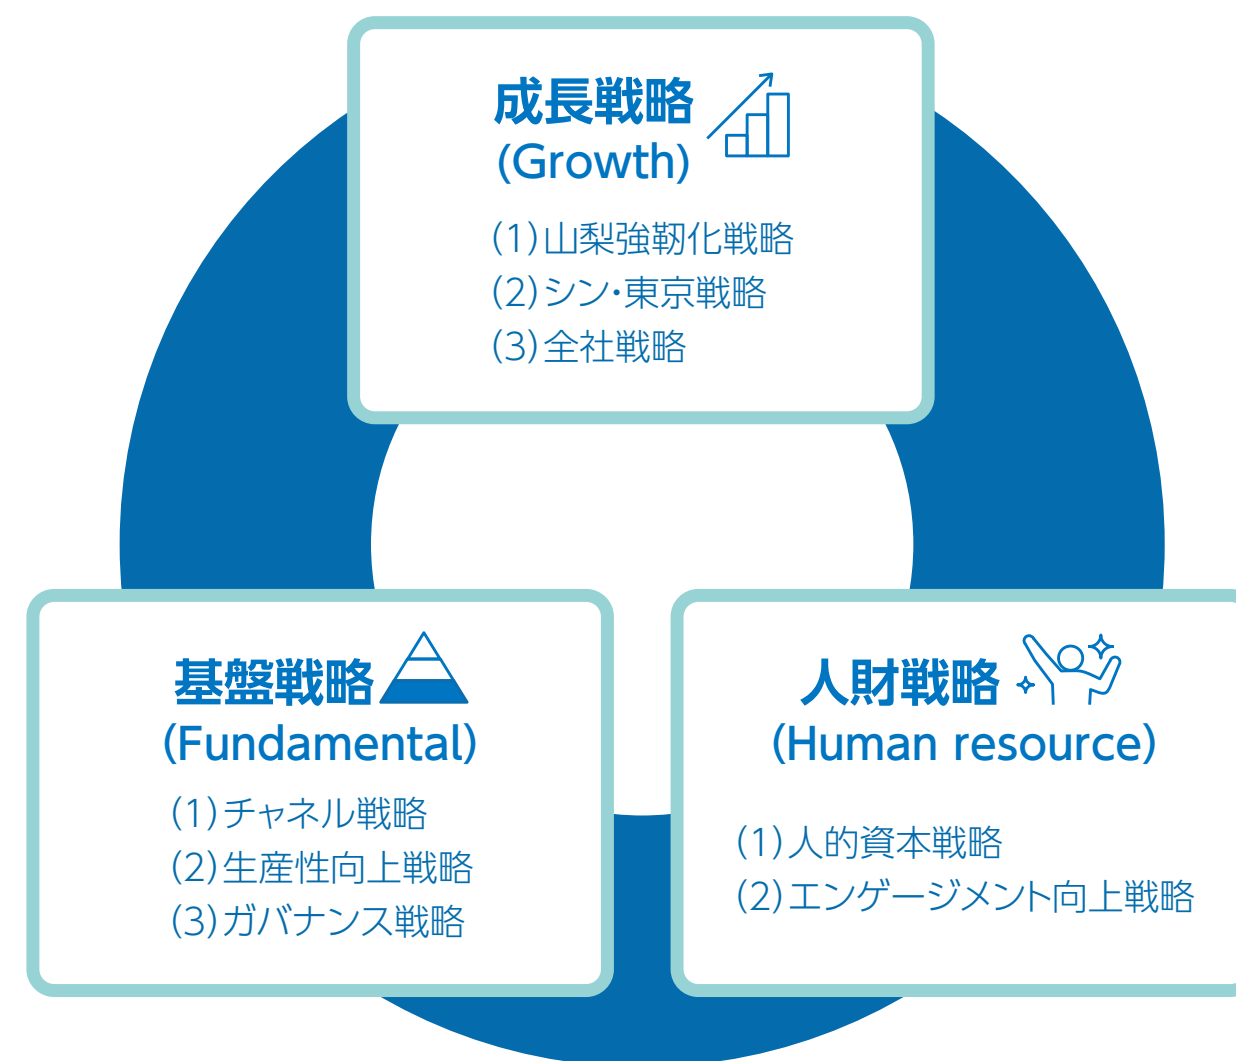 成長戦略
(Growth)
(1)山梨強靭化戦略
(2)シン・東京戦略
(3)全社戦略
基盤戦略
(Fundamental)
(1)チャネル戦略
(2)生産性向上戦略
(3)ガバナンス戦略
人財戦略
(Human resource)
(1)人的資本戦略
(2)エンゲージメント向上戦略